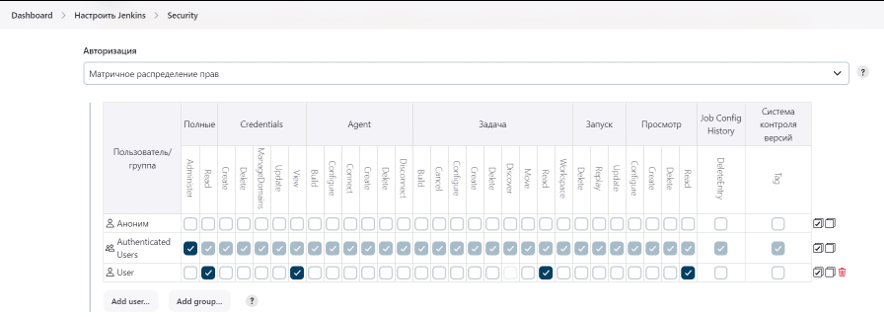 Dashboard > Настроить Jenkins > Security
Авторизация
Матричное распределение прав
?
Пользователь/
группа
Полные
Credentials
Agent
Задача
Запуск
Просмотр
Job Config
History
Система
контроля
версий
Administer
Read
Create
Delete
ManageDomains
Update
View
Build
Configure
Connect
Create
Delete
Disconnect
Build
Cancel
Configure
Create
Delete
Discover
Move
Read
Workspace
Delete
Replay
Update
Configure
Create
Delete
Read
DeleteEntry
Tag
Аноним
Authenticated
Users
User
Add user...
Add group...
?